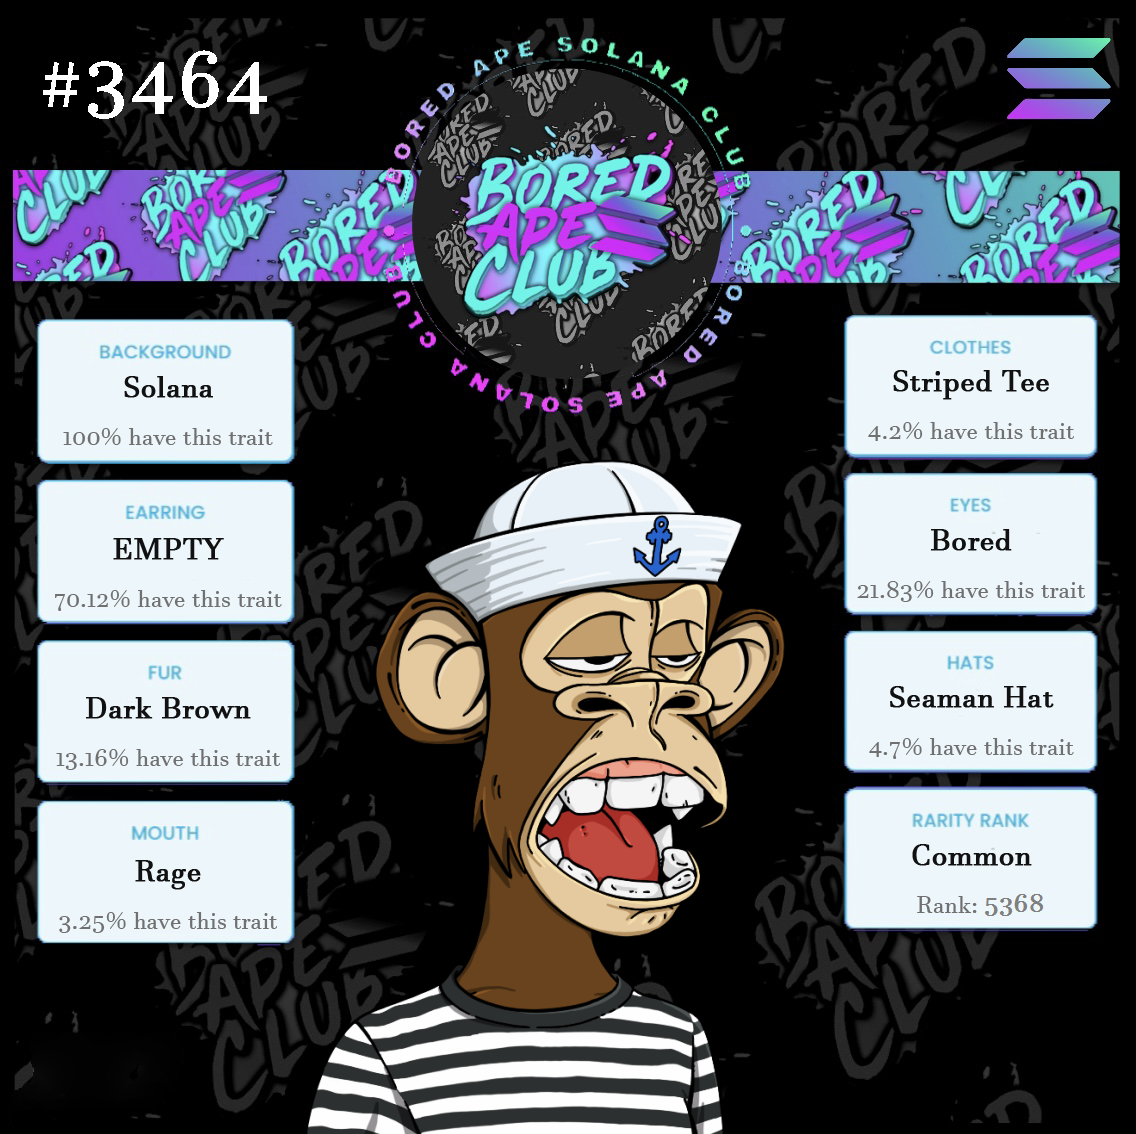 #3464
BORED APE SOLANA CLUB
BORED APE SOLANA CLUB
BORED
APE
CLUB
BACKGROUND
Solana
100% have this trait
EARRING
EMPTY
70.12% have this trait
FUR
Dark Brown
13.16% have this trait
MOUTH
Rage
3.25% have this trait
CLOTHES
Striped Tee
4.2% have this trait
EYES
Bored
21.83% have this trait
HATS
Seaman Hat
4.7% have this trait
RARITY RANK
Common
Rank: 5368